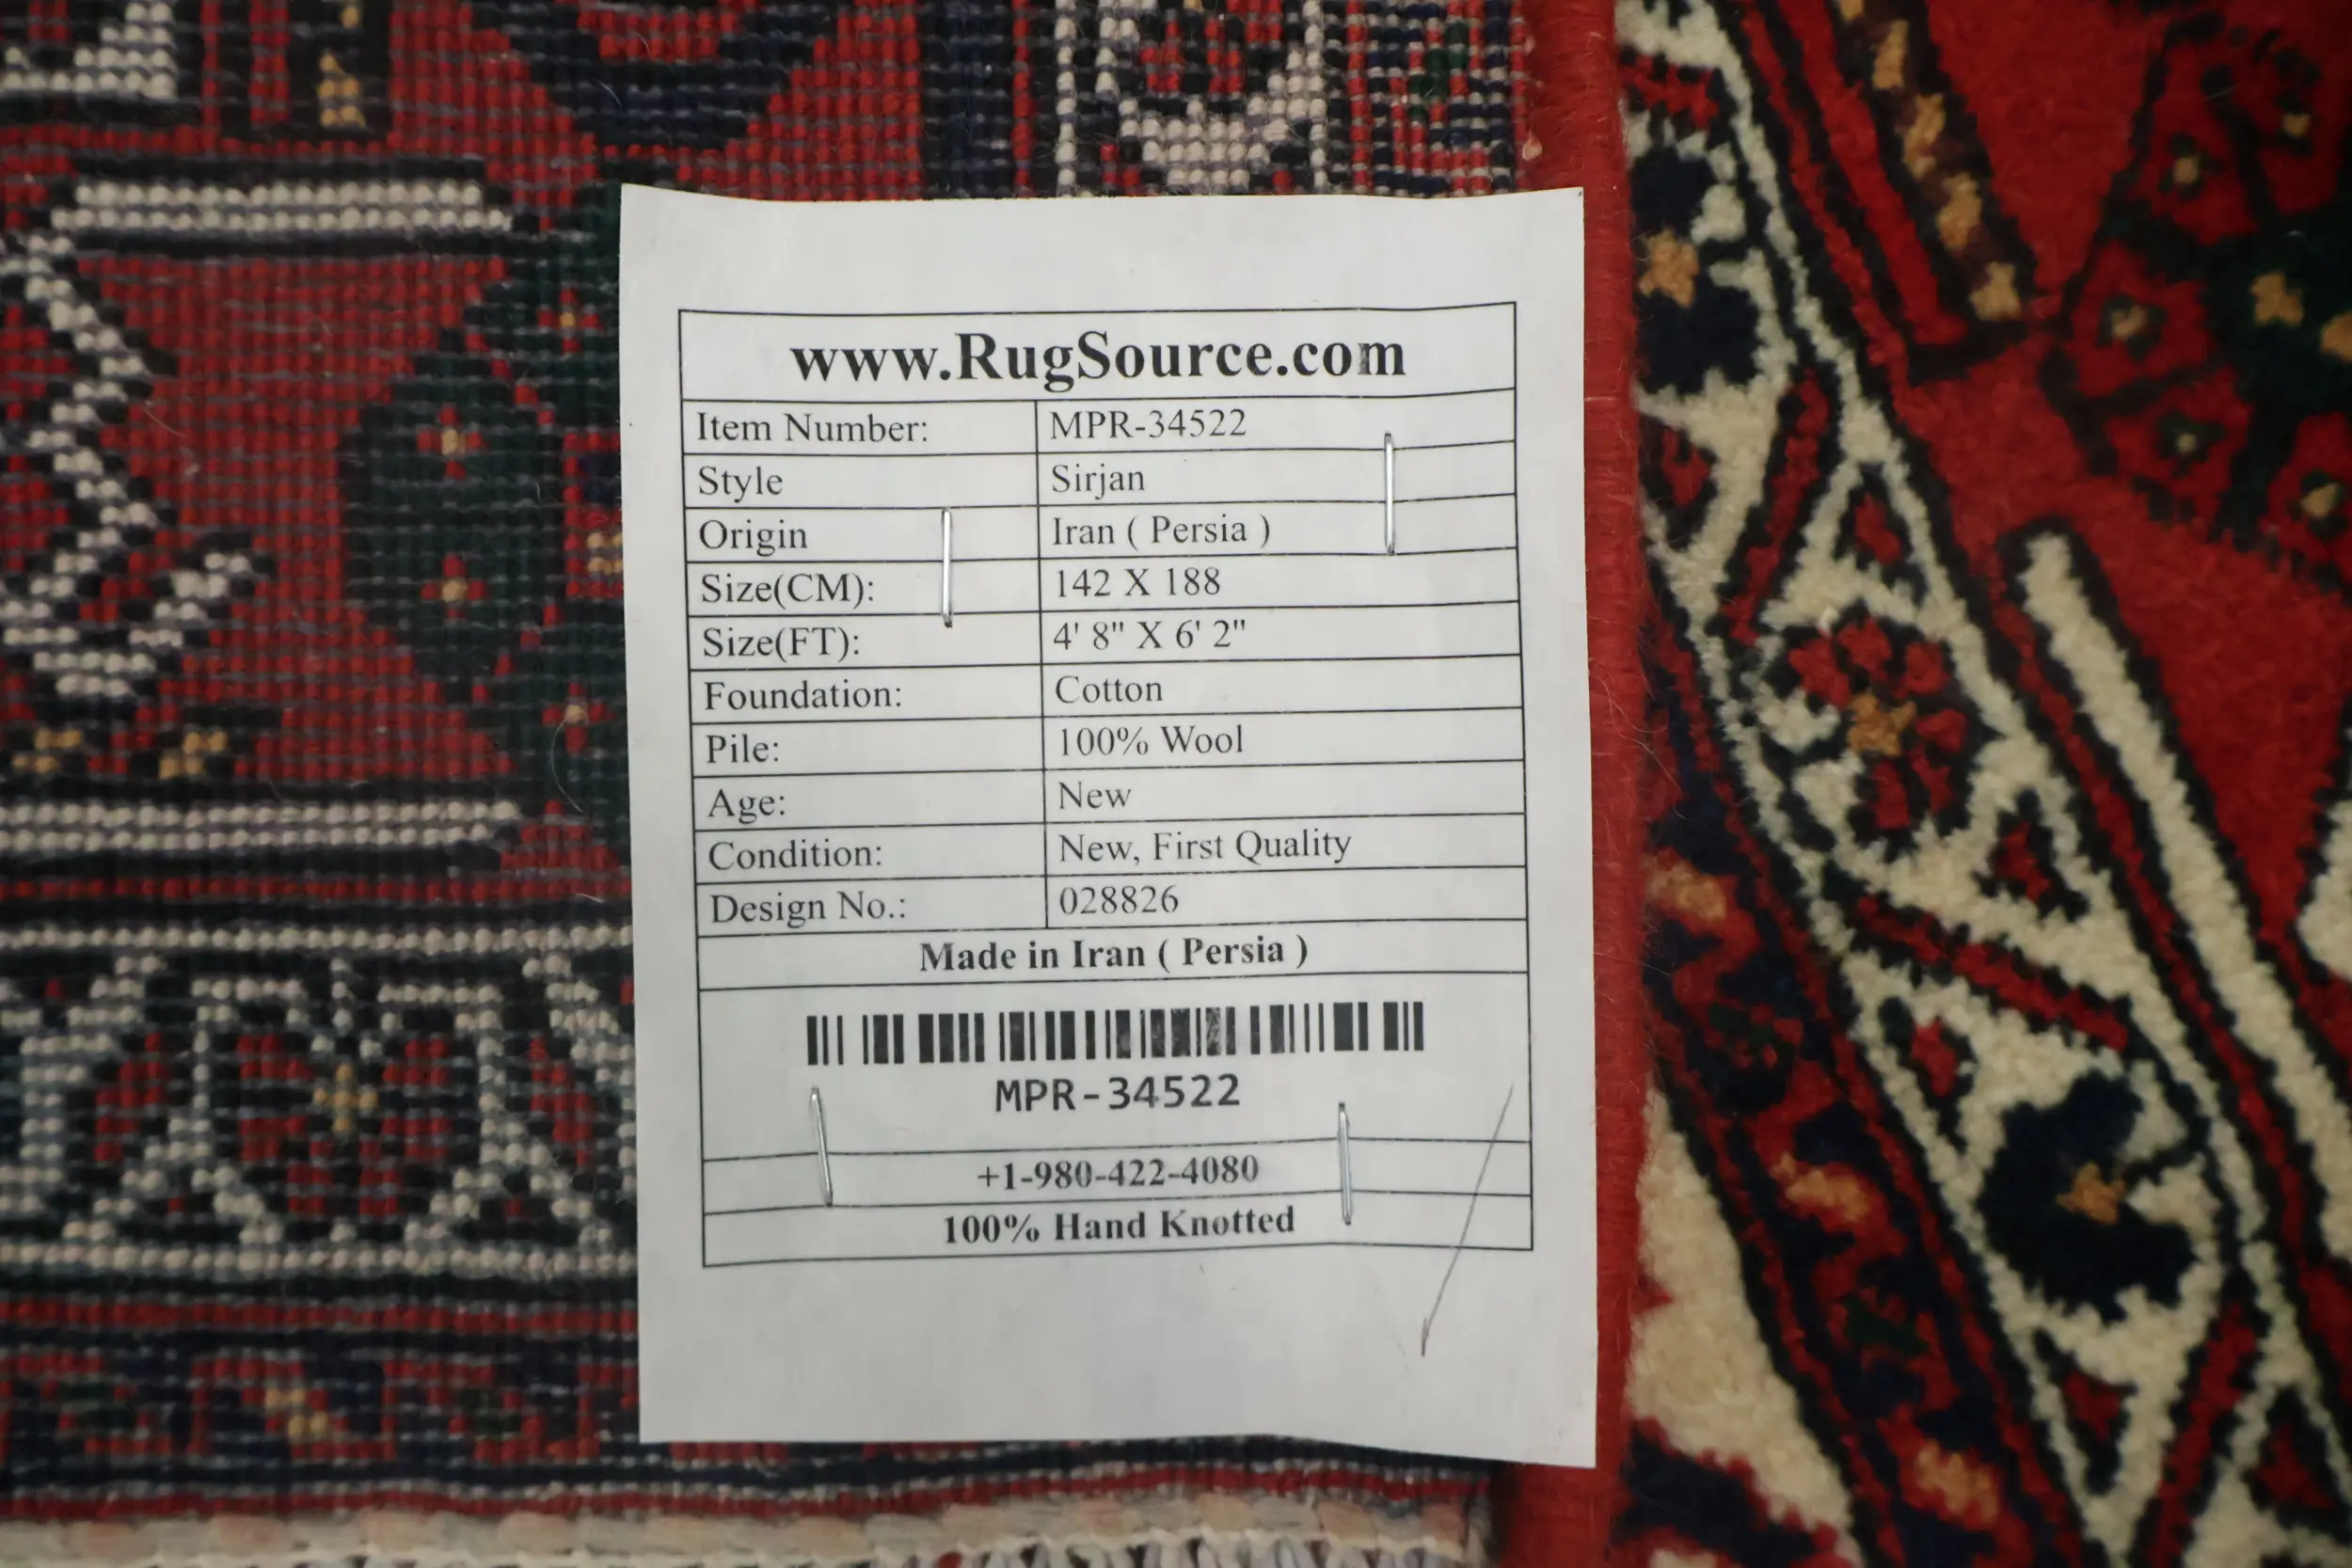 www.RugSource.com
Item Number: MPR-34522
Style Sirjan
Origin Iran ( Persia )
Size(CM): 142 X 188
Size(FT): 4' 8" X 6' 2"
Foundation: Cotton
Pile: 100% Wool
Age: New
Condition: New, First Quality
Design No.: 028826
Made in Iran ( Persia )
MPR-34522
+1-980-422-4080
100% Hand Knotted